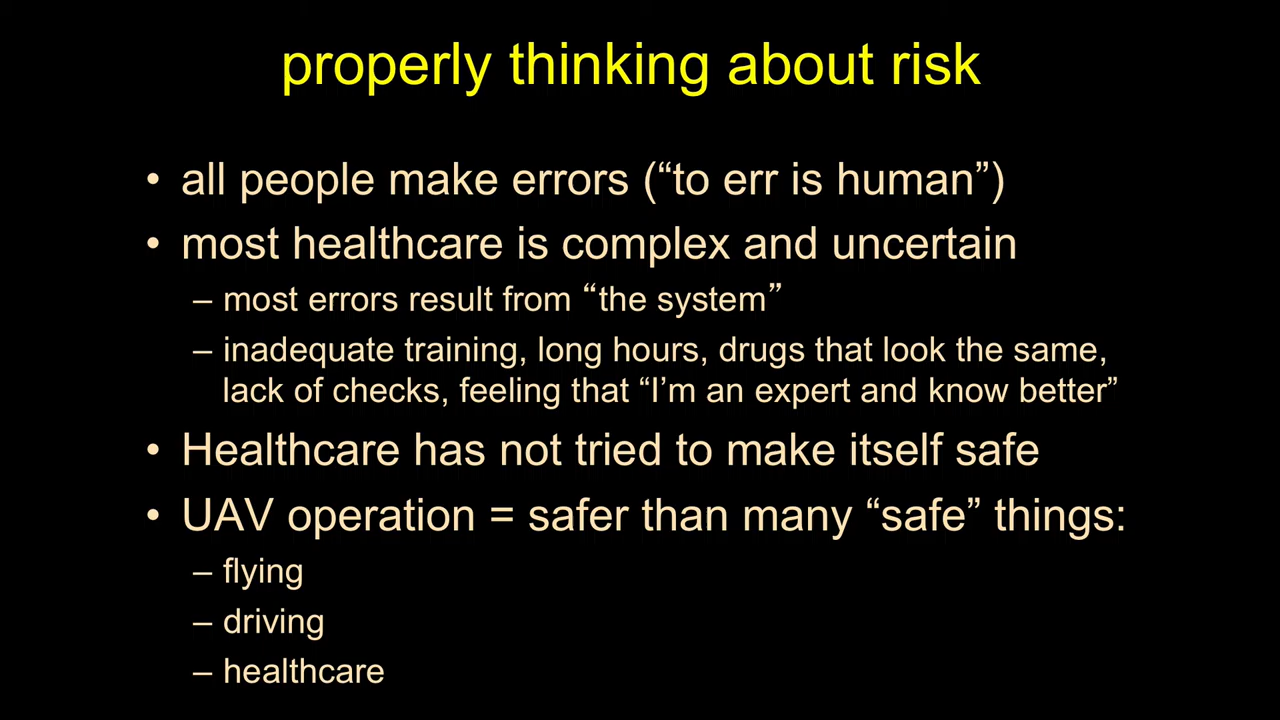 properly thinking about risk
• all people make errors (“to err is human”)
• most healthcare is complex and uncertain
– most errors result from “the system”
– inadequate training, long hours, drugs that look the same,
lack of checks, feeling that “I’m an expert and know better”
• Healthcare has not tried to make itself safe
• UAV operation = safer than many “safe” things:
– flying
– driving
– healthcare